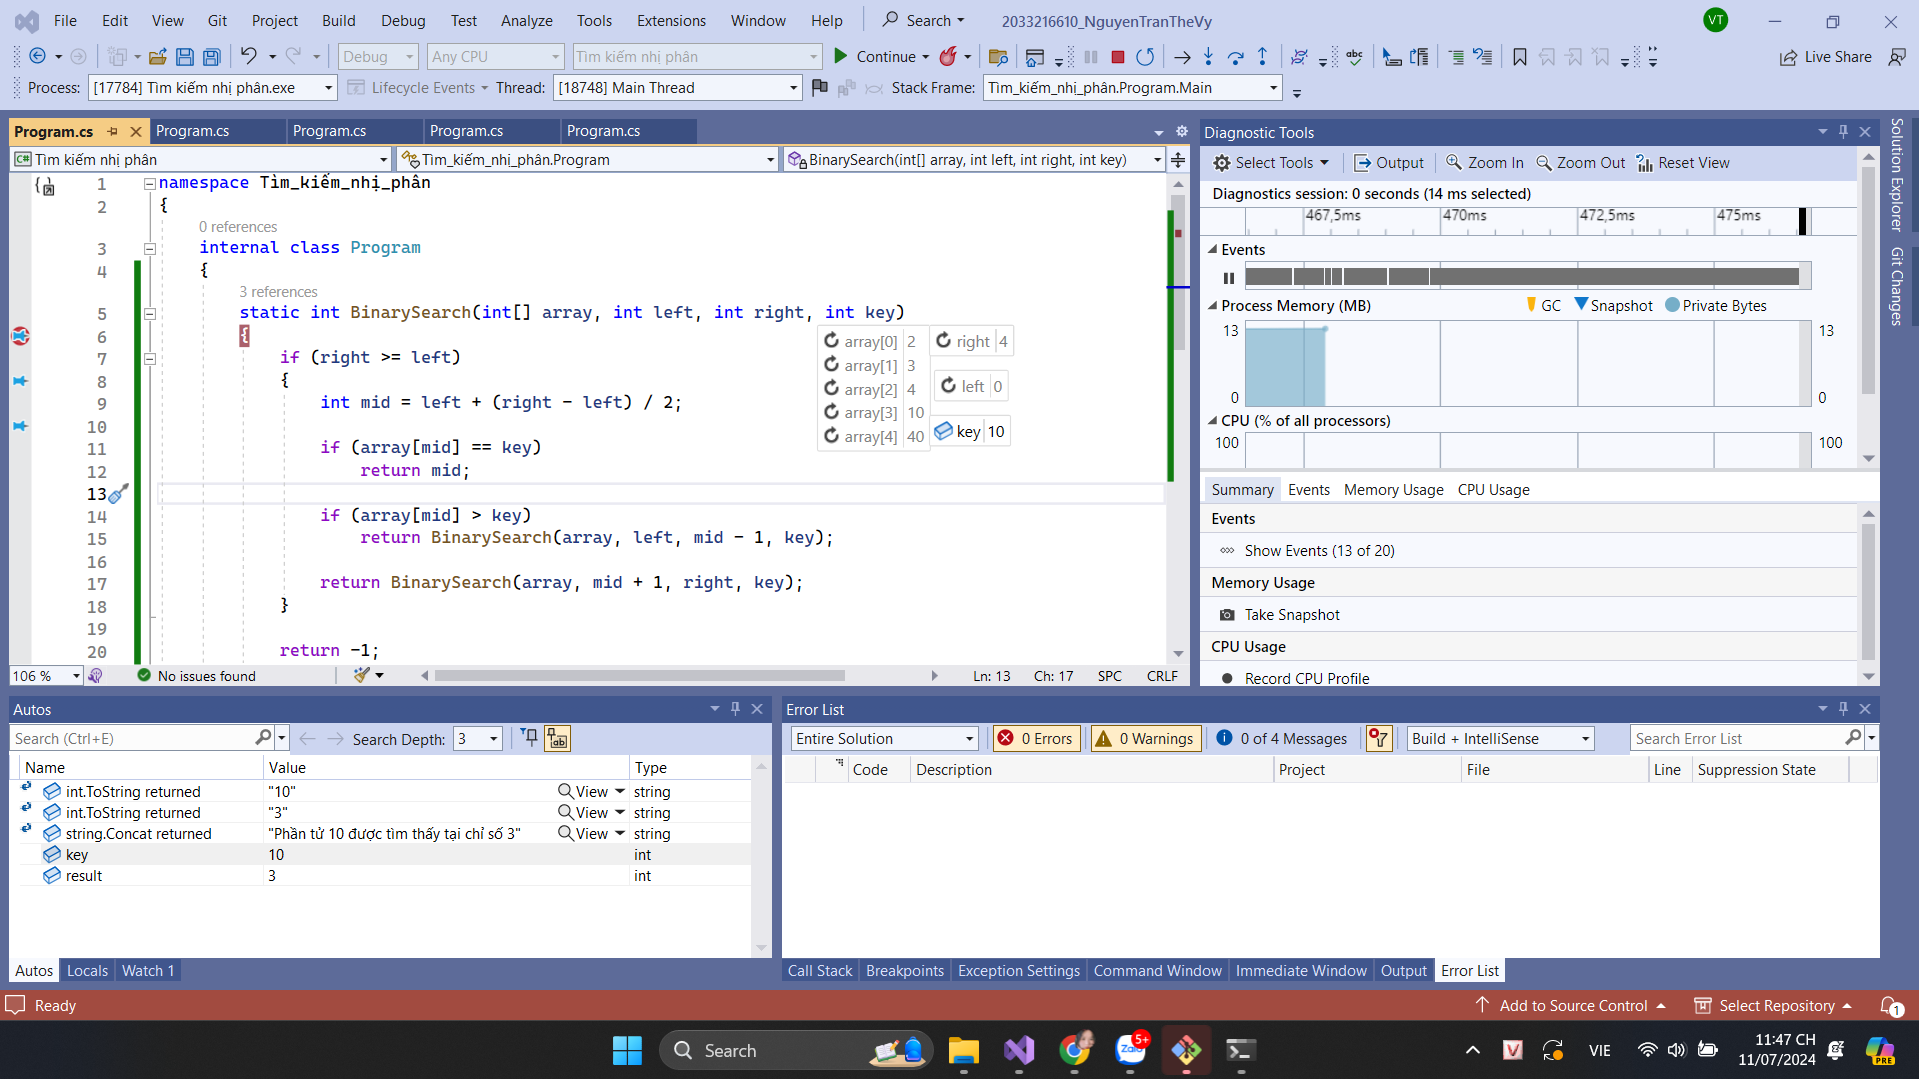 File Edit View Git Project Build Debug Test Analyze Tools Extensions Window Help Search 2033216610_NguyenTranTheVy VT
Debug Any CPU Tìm kiếm nhị phân Continue abc Live Share
Process: [17784] Tìm kiếm nhị phân.exe Lifecycle Events Thread: [18748] Main Thread Stack Frame: Tìm_kiếm_nhị_phân.Program.Main
Program.cs Program.cs Program.cs Program.cs Program.cs
C# Tìm kiếm nhị phân Tìm_kiếm_nhị_phân.Program BinarySearch(int[] array, int left, int right, int key)
1 namespace Tìm_kiếm_nhị_phân
2 {
0 references
3 internal class Program
4 {
3 references
5 static int BinarySearch(int[] array, int left, int right, int key)
6 {
7 if (right >= left)
8 {
9 int mid = left + (right - left) / 2;
10
11 if (array[mid] == key)
12 return mid;
13
14 if (array[mid] > key)
15 return BinarySearch(array, left, mid - 1, key);
16
17 return BinarySearch(array, mid + 1, right, key);
18 }
19
20 return -1;
array[0] 2 right 4
array[1] 3
array[2] 4 left 0
array[3] 10
array[4] 40 key 10
106 % No issues found Ln: 13 Ch: 17 SPC CRLF
Diagnostic Tools
Select Tools Output Zoom In Zoom Out Reset View
Diagnostics session: 0 seconds (14 ms selected)
467,5ms 470ms 472,5ms 475ms
Events
Process Memory (MB) GC Snapshot Private Bytes
13 13
0 0
CPU (% of all processors)
100 100
Summary Events Memory Usage CPU Usage
Events
Show Events (13 of 20)
Memory Usage
Take Snapshot
CPU Usage
Record CPU Profile
Solution Explorer
Git Changes
Autos
Search (Ctrl+E) Search Depth: 3
Name Value Type
int.ToString returned "10" View string
int.ToString returned "3" View string
string.Concat returned "Phần tử 10 được tìm thấy tại chỉ số 3" View string
key 10 int
result 3 int
Autos Locals Watch 1
Error List
Entire Solution 0 Errors 0 Warnings 0 of 4 Messages Build + IntelliSense Search Error List
Code Description Project File Line Suppression State
Call Stack Breakpoints Exception Settings Command Window Immediate Window Output Error List
Ready Add to Source Control Select Repository 1
Search Zalo 5+ V VIE 11:47 CH
11/07/2024 PRE